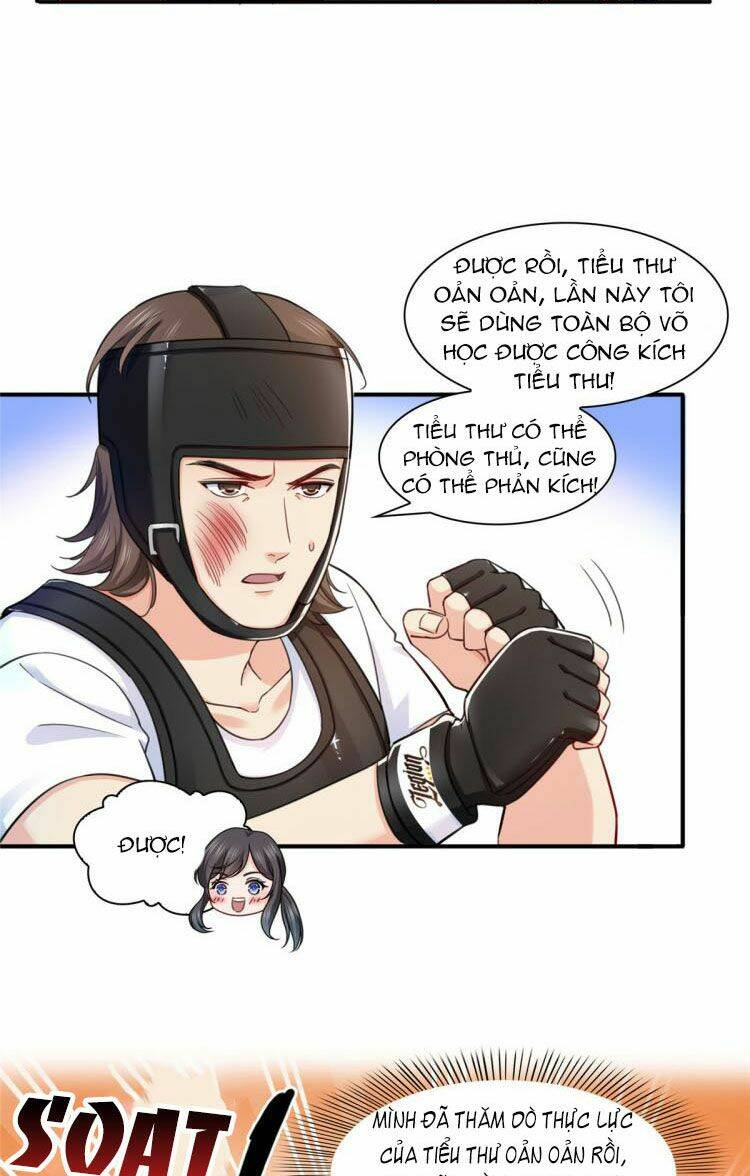 ĐƯỢC RỒI, TIỂU THƯ
OẢN OẢN, LẦN NÀY TÔI
SẼ DÙNG TOÀN BỘ VÕ
HỌC ĐƯỢC CÔNG KÍCH
TIỂU THƯ!
TIỂU THƯ CÓ THỂ
PHÒNG THỦ, CŨNG
CÓ THỂ PHẢN KÍCH!
Legion
ĐƯỢC!
SOẠT
MÌNH ĐÃ THĂM DÒ THỰC LỰC
CỦA TIỂU THƯ OẢN OẢN RỒI,